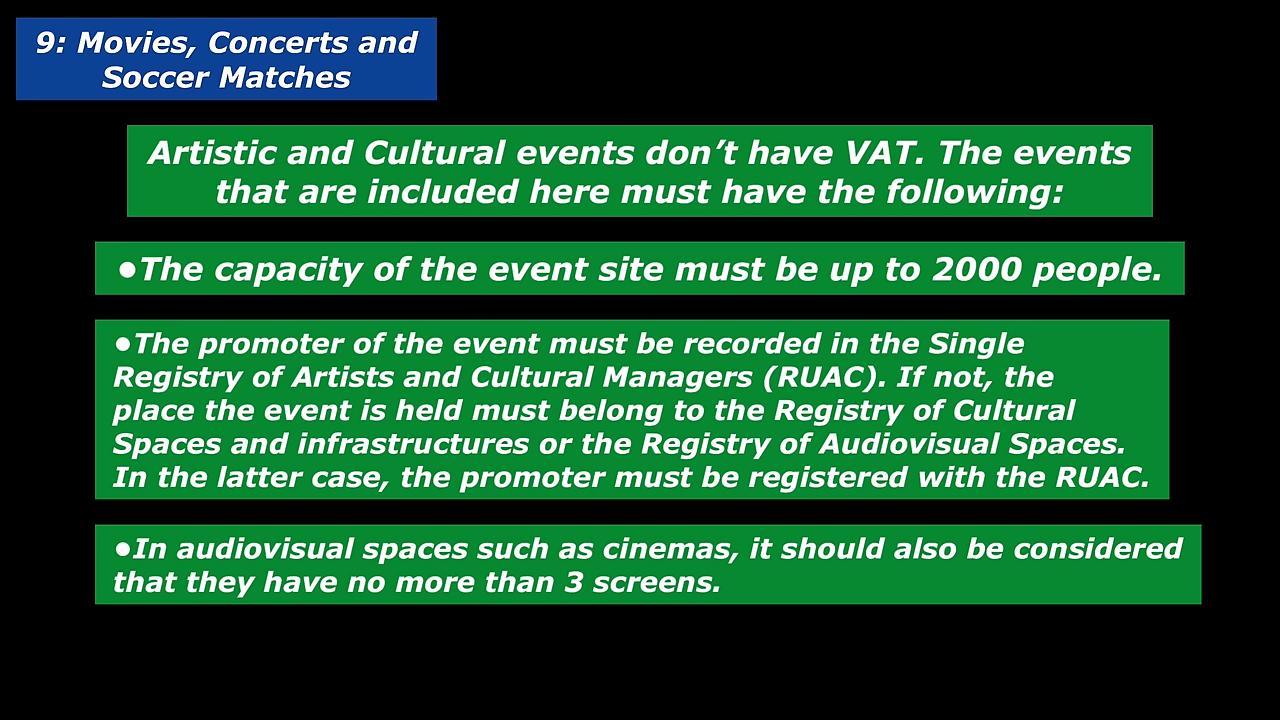 9: Movies, Concerts and
Soccer Matches
Artistic and Cultural events don’t have VAT. The events
that are included here must have the following:
●The capacity of the event site must be up to 2000 people.
●The promoter of the event must be recorded in the Single
Registry of Artists and Cultural Managers (RUAC). If not, the
place the event is held must belong to the Registry of Cultural
Spaces and infrastructures or the Registry of Audiovisual Spaces.
In the latter case, the promoter must be registered with the RUAC.
●In audiovisual spaces such as cinemas, it should also be considered
that they have no more than 3 screens.